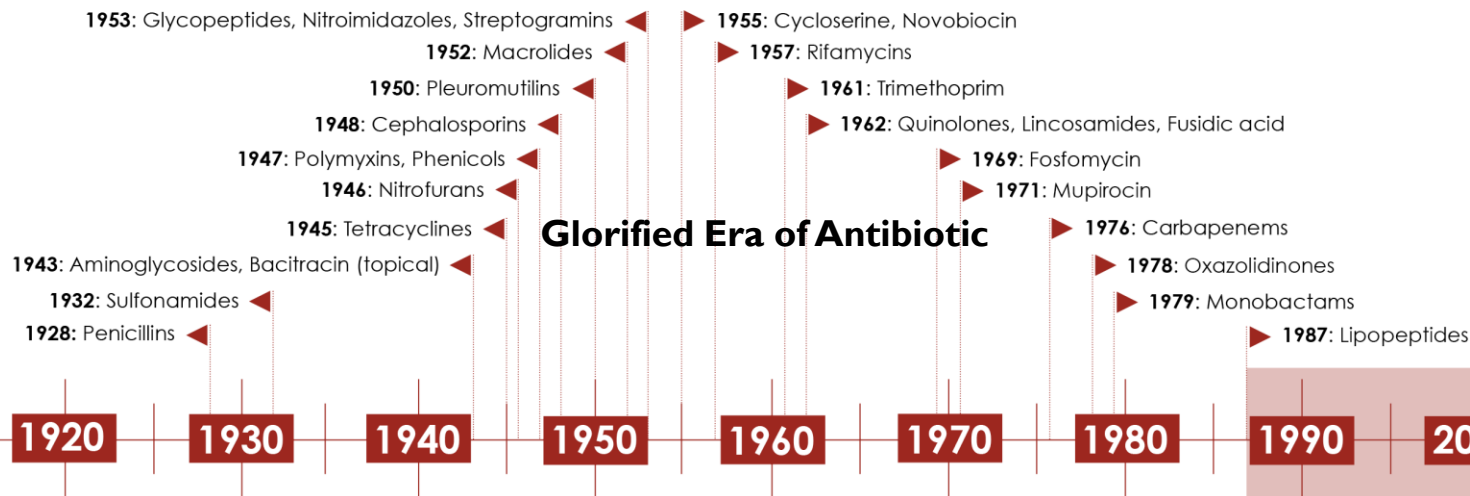 1953: Glycopeptides, Nitroimidazoles, Streptogramins
1955: Cycloserine, Novobiocin
1952: Macrolides
1957: Rifamycins
1950: Pleuromutilins
1961: Trimethoprim
1948: Cephalosporins
1962: Quinolones, Lincosamides, Fusidic acid
1947: Polymyxins, Phenicols
1969: Fosfomycin
1946: Nitrofurans
1971: Mupirocin
1945: Tetracyclines
Glorified Era of Antibiotic
1976: Carbapenems
1943: Aminoglycosides, Bacitracin (topical)
1978: Oxazolidinones
1932: Sulfonamides
1979: Monobactams
1928: Penicillins
1987: Lipopeptides
1920 1930 1940 1950 1960 1970 1980 1990 20